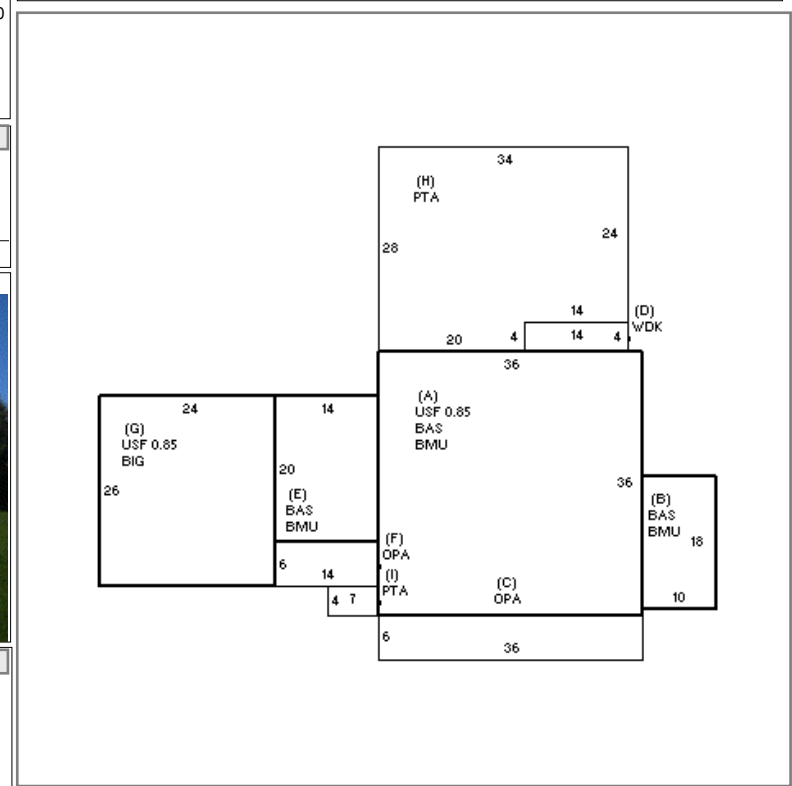 0
34
(H)
PTA
24
28
14
(D)
WDK
20
4
14
4
36
(A)
USF 0.85
BAS
BMU
24
14
(G)
USF 0.85
BIG
26
20
(E)
BAS
BMU
36
(B)
BAS
BMU
18
10
(F)
OPA
6
14
(I)
PTA
4
7
(C)
OPA
6
36